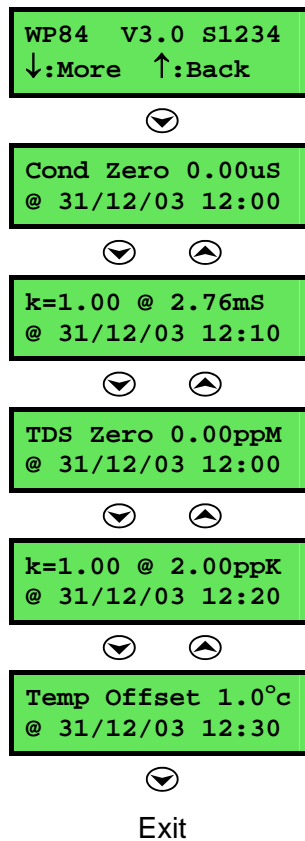 WP84 V3.0 S1234
↓:More ↑:Back
Cond Zero 0.00uS
@ 31/12/03 12:00
k=1.00 @ 2.76mS
@ 31/12/03 12:10
TDS Zero 0.00ppM
@ 31/12/03 12:00
k=1.00 @ 2.00ppK
@ 31/12/03 12:20
Temp Offset 1.0°c
@ 31/12/03 12:30
Exit